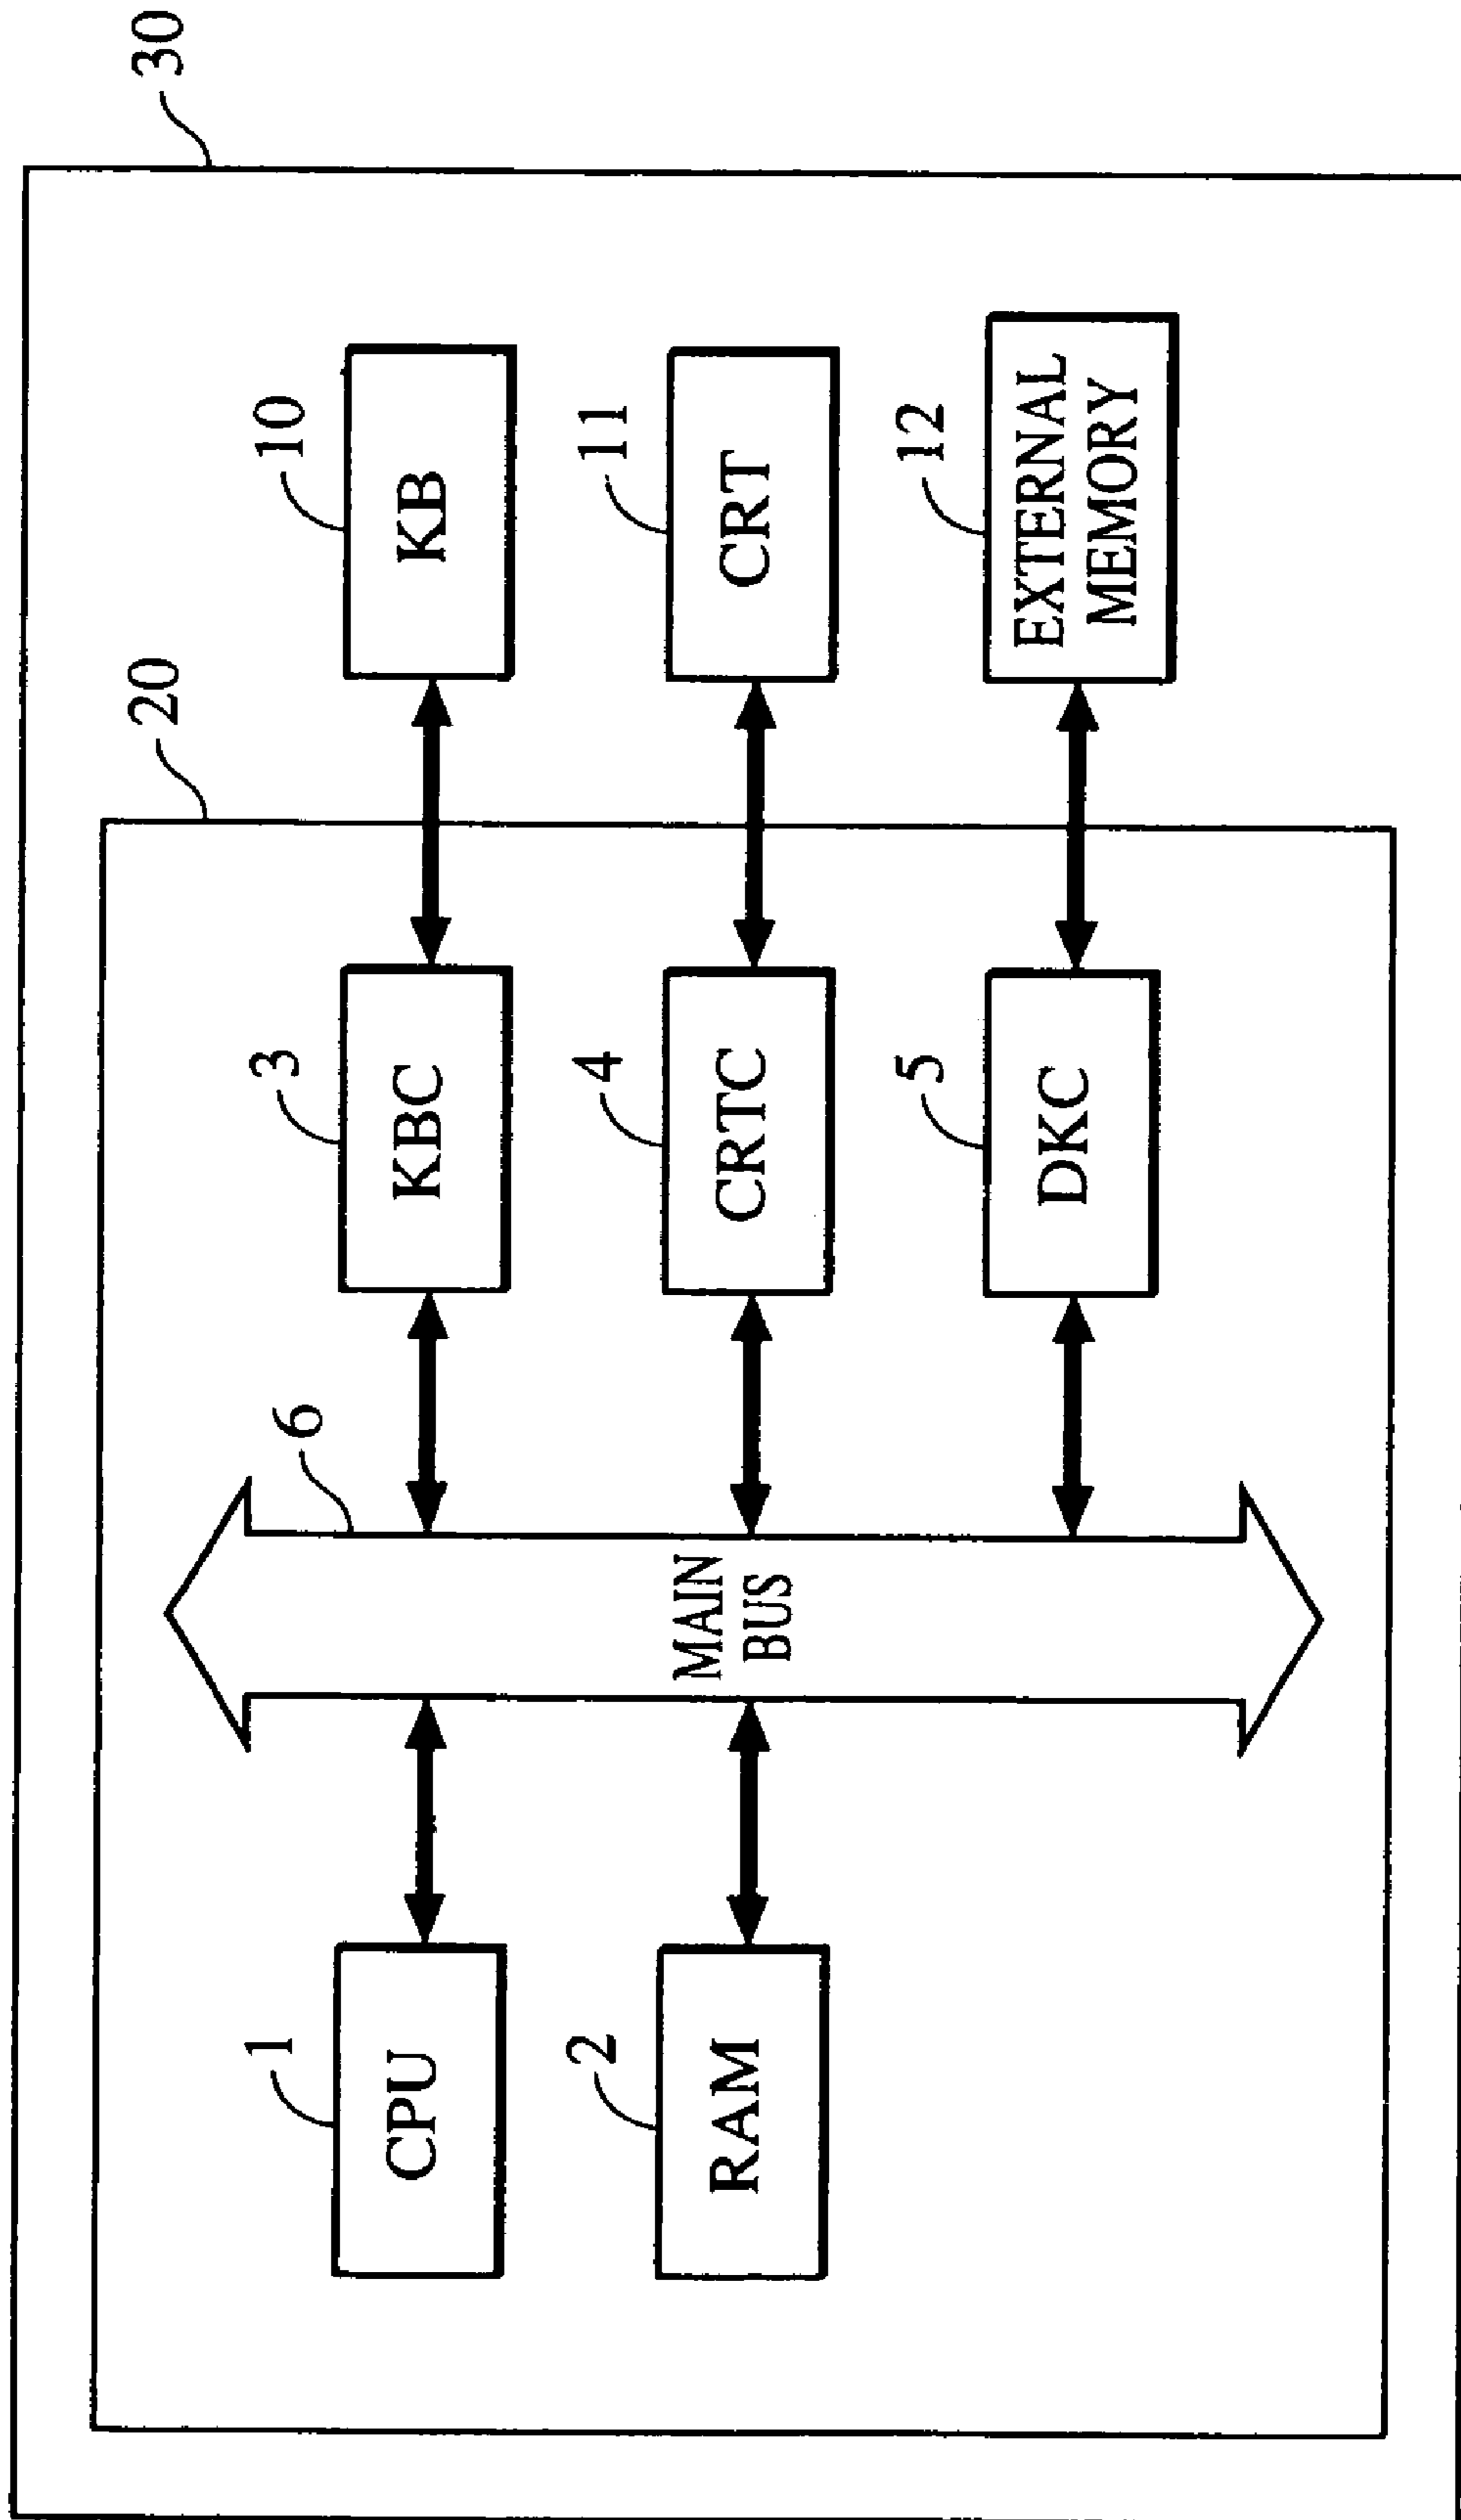 30
20
1
CPU
2
RAM
6
MAIN
BUS
3
KBC
4
CRTC
5
DKC
10
KB
11
CRT
12
EXTERNAL
MEMORY